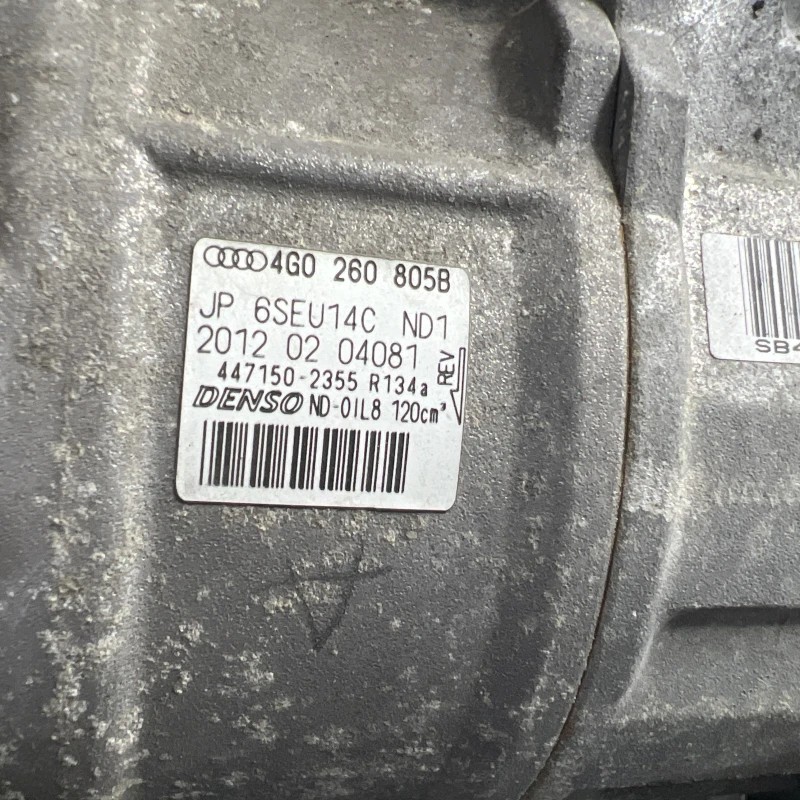 4G0 260 805B
JP 6SEU14C ND1
2012 02 04081
447150-2355 R134a
REV
DENSO ND-OIL8 120cm³
SB4